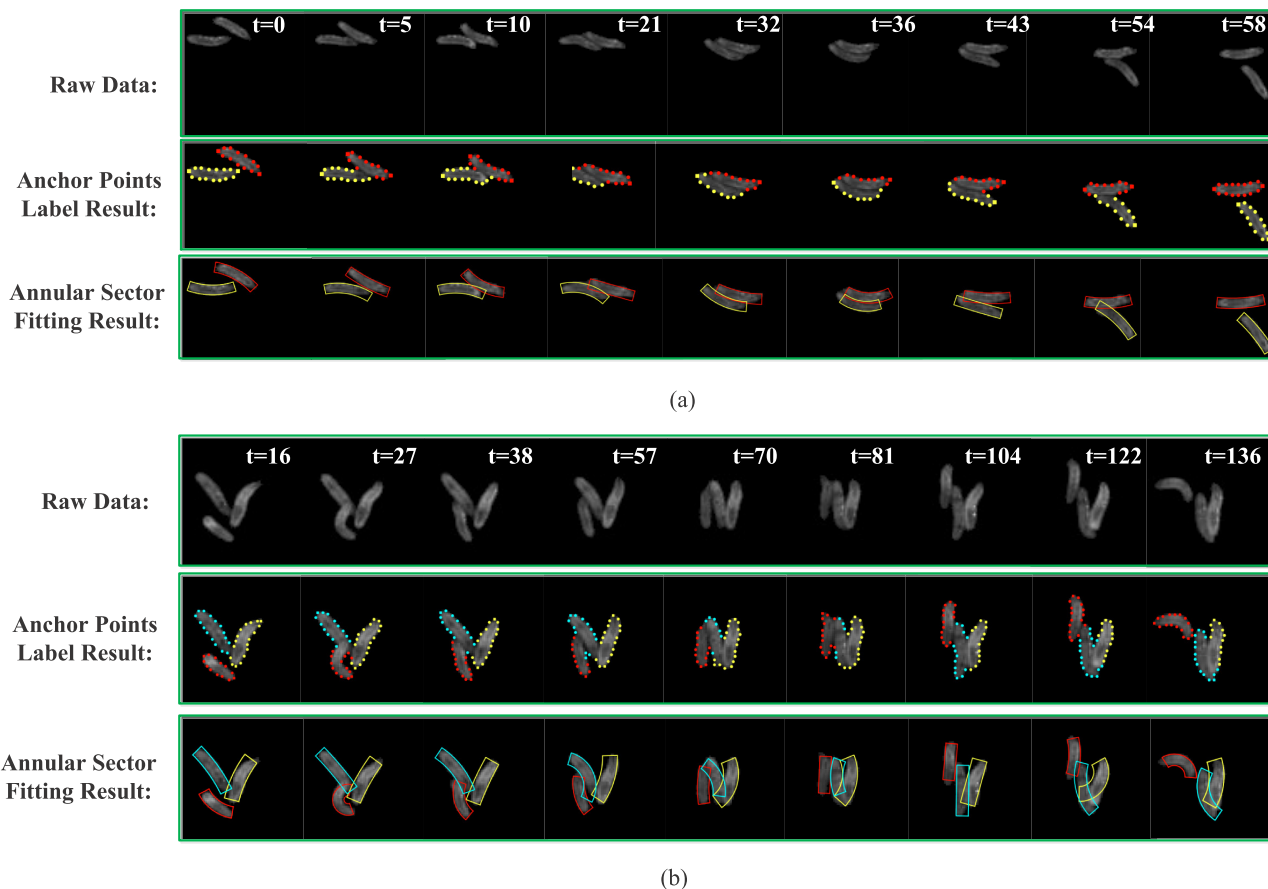 t=0 t=5 t=10 t=21 t=32 t=36 t=43 t=54 t=58
Raw Data:
Anchor Points
Label Result:
Annular Sector
Fitting Result:
(a)
t=16 t=27 t=38 t=57 t=70 t=81 t=104 t=122 t=136
Raw Data:
Anchor Points
Label Result:
Annular Sector
Fitting Result:
(b)